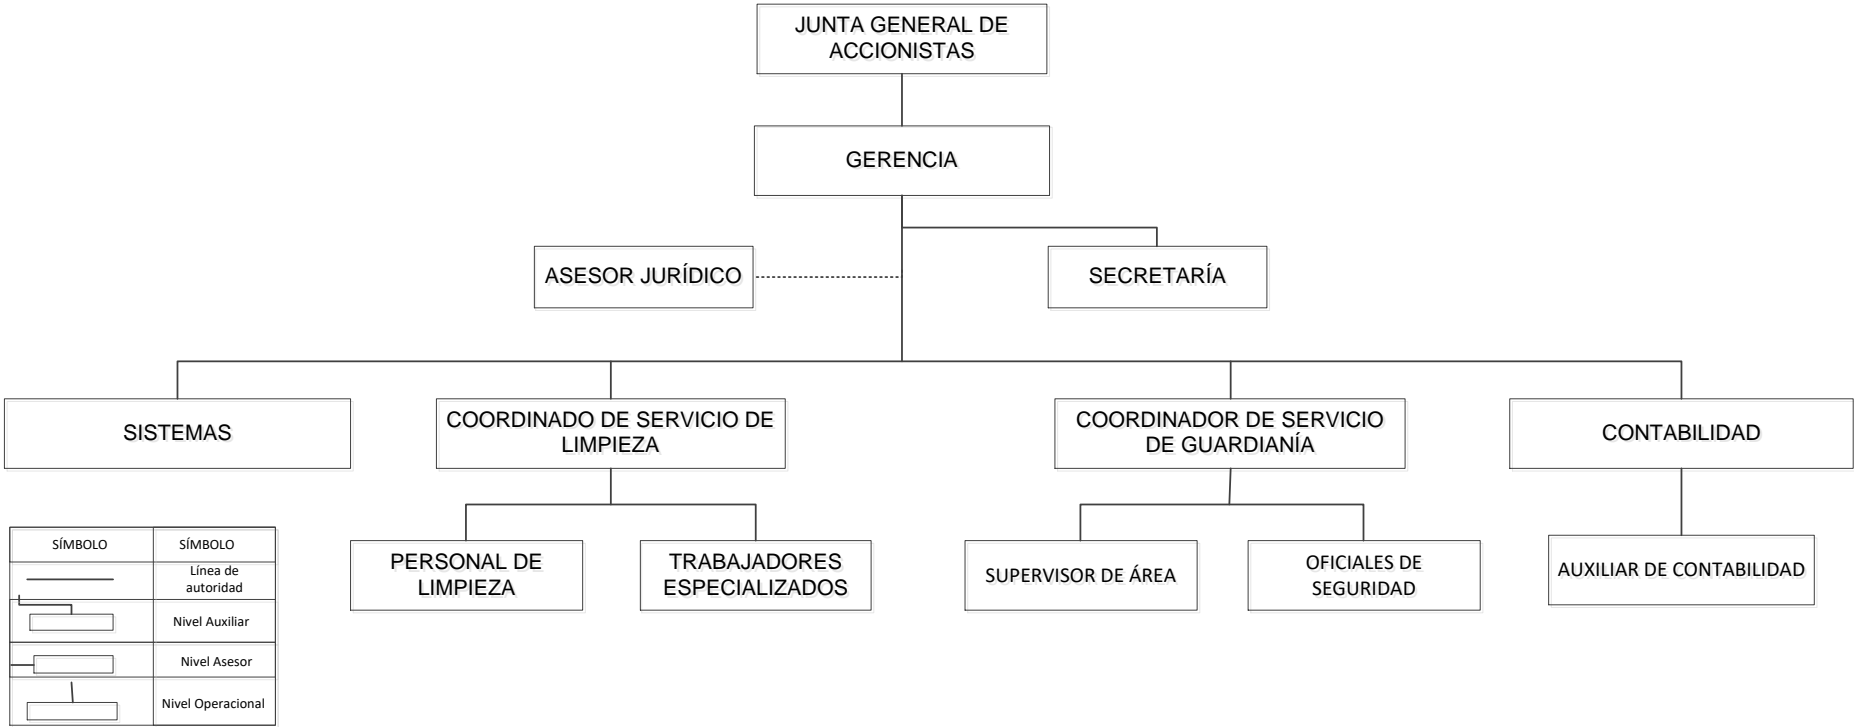 JUNTA GENERAL DE
ACCIONISTAS
GERENCIA
ASESOR JURÍDICO
SECRETARÍA
SISTEMAS
COORDINADO DE SERVICIO DE
LIMPIEZA
COORDINADOR DE SERVICIO
DE GUARDIANÍA
CONTABILIDAD
PERSONAL DE
LIMPIEZA
TRABAJADORES
ESPECIALIZADOS
SUPERVISOR DE ÁREA
OFICIALES DE
SEGURIDAD
AUXILIAR DE CONTABILIDAD
SÍMBOLO
SÍMBOLO
Línea de
autoridad
Nivel Auxiliar
Nivel Asesor
Nivel Operacional